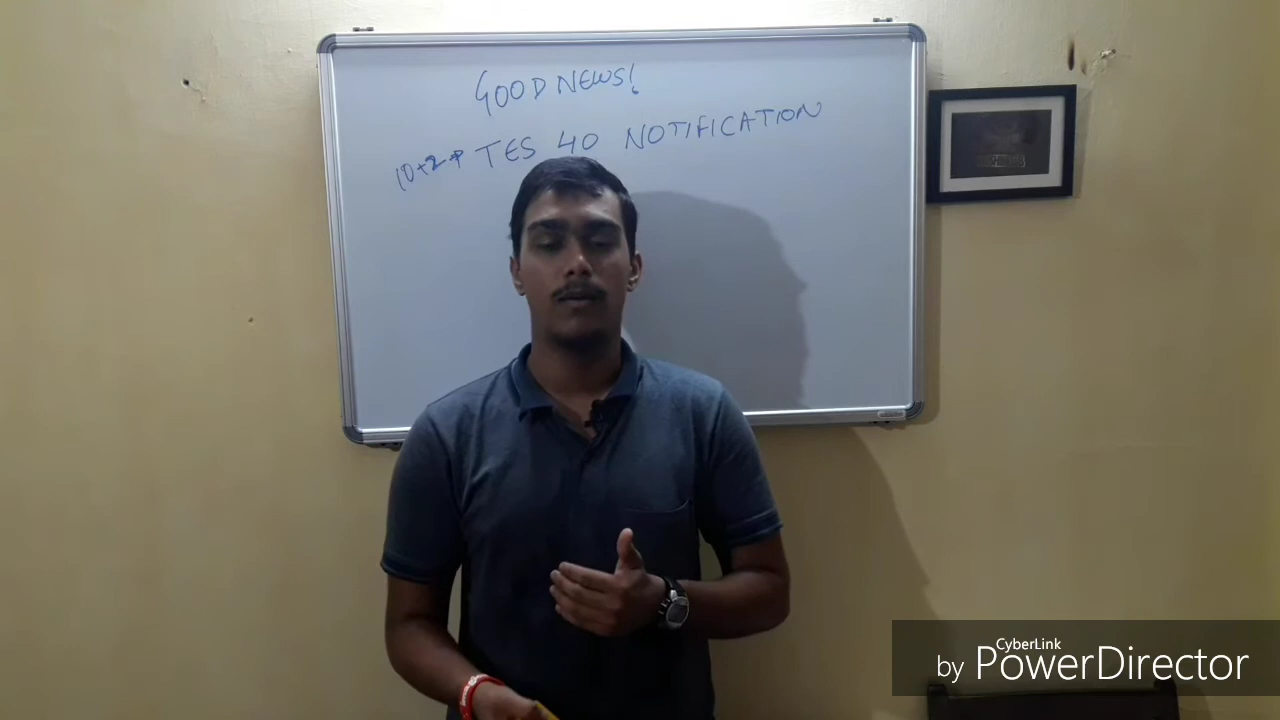 GOOD NEWS!
10+2→ TES 40 NOTIFICATION
CyberLink
by PowerDirector